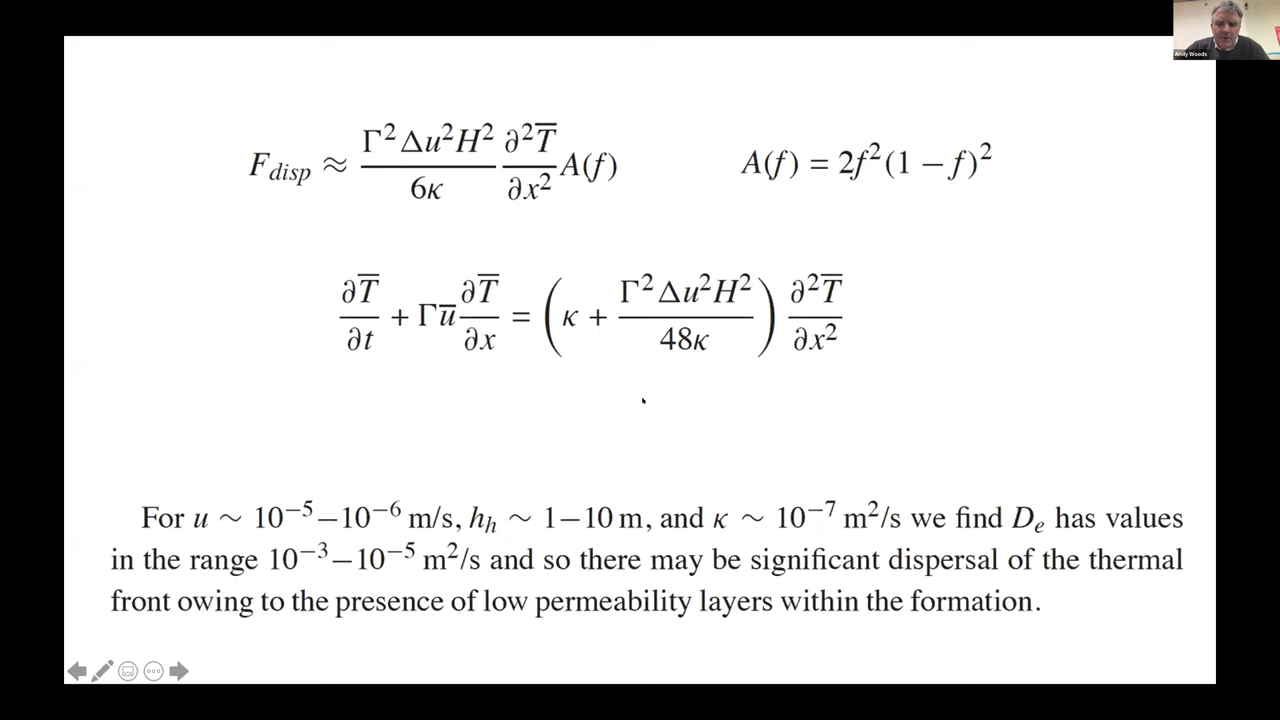 Andy Woods
F_{disp} ≈ \frac{Γ^2 Δu^2 H^2}{6κ} \frac{∂^2 \overline{T}}{∂x^2} A(f)    A(f) = 2f^2(1 − f)^2
\frac{∂\overline{T}}{∂t} + Γ\overline{u} \frac{∂\overline{T}}{∂x} = \left( κ + \frac{Γ^2 Δu^2 H^2}{48κ} \right) \frac{∂^2 \overline{T}}{∂x^2}
For u ∼ 10^{−5}–10^{−6} m/s, h_h ∼ 1–10 m, and κ ∼ 10^{−7} m^2/s we find D_e has values
in the range 10^{−3}–10^{−5} m^2/s and so there may be significant dispersal of the thermal
front owing to the presence of low permeability layers within the formation.